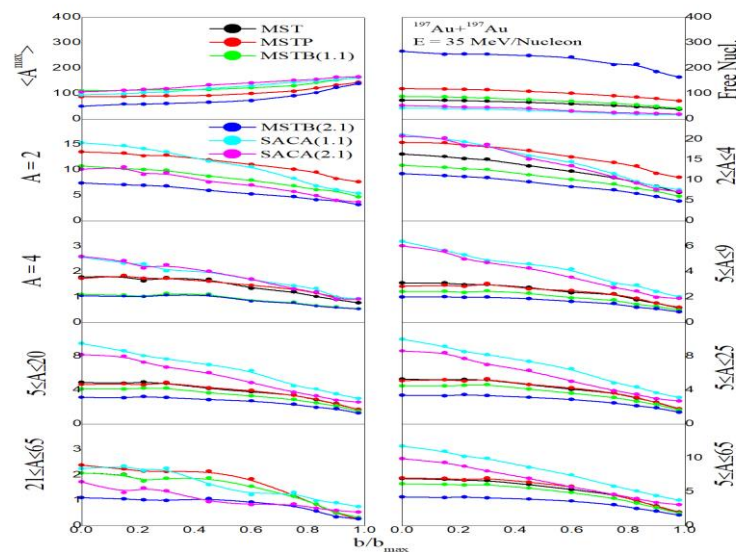 400
300
200
100
0
<A^max>
MST
MSTP
MSTB(1.1)
400
300
200
100
0
¹⁹⁷Au+¹⁹⁷Au
E = 35 MeV/Nucleon
Free Nucl.
15
10
5
0
A = 2
MSTB(2.1)
SACA(1.1)
SACA(2.1)
20
15
10
5
0
2≤A≤4
3
2
1
0
A = 4
6
4
2
0
5≤A≤9
8
4
0
5≤A≤20
8
4
0
5≤A≤25
3
2
1
0
21≤A≤65
10
5
0
5≤A≤65
0.0 0.2 0.4 0.6 0.8 1.0
0.0 0.2 0.4 0.6 0.8 1.0
b/b_max